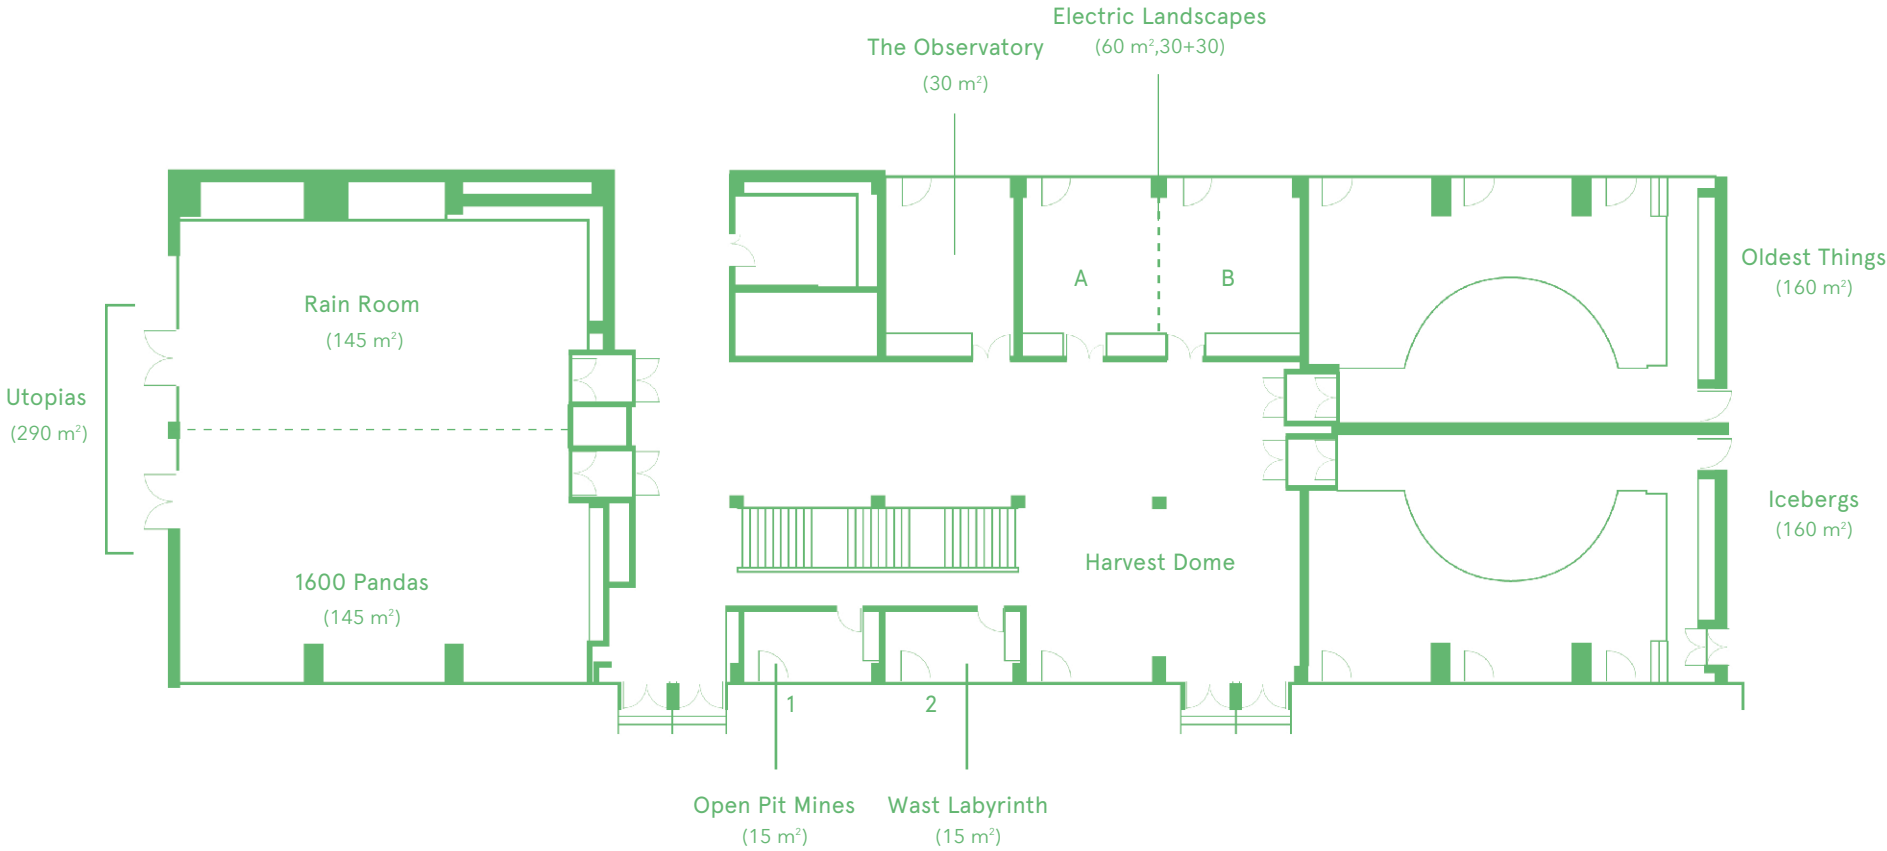 Electric Landscapes
(60 m²,30+30)
The Observatory
(30 m²)
Rain Room
(145 m²)
A
B
Oldest Things
(160 m²)
Utopias
(290 m²)
Icebergs
(160 m²)
1600 Pandas
(145 m²)
Harvest Dome
1
2
Open Pit Mines
(15 m²)
Wast Labyrinth
(15 m²)